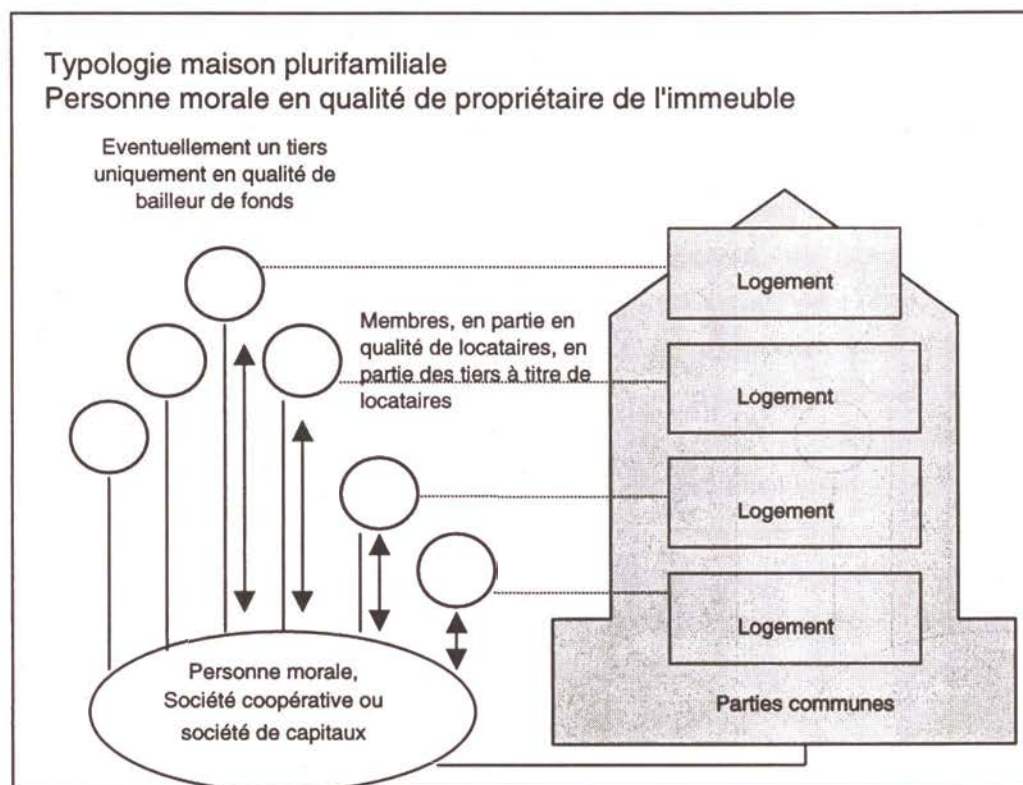 Typologie maison plurifamiliale
Personne morale en qualité de propriétaire de l'immeuble
Eventuellement un tiers
uniquement en qualité de
bailleur de fonds
Logement
Membres, en partie en
qualité de locataires, en
partie des tiers à titre de
locataires
Logement
Logement
Logement
Personne morale,
Société coopérative ou
société de capitaux
Parties communes